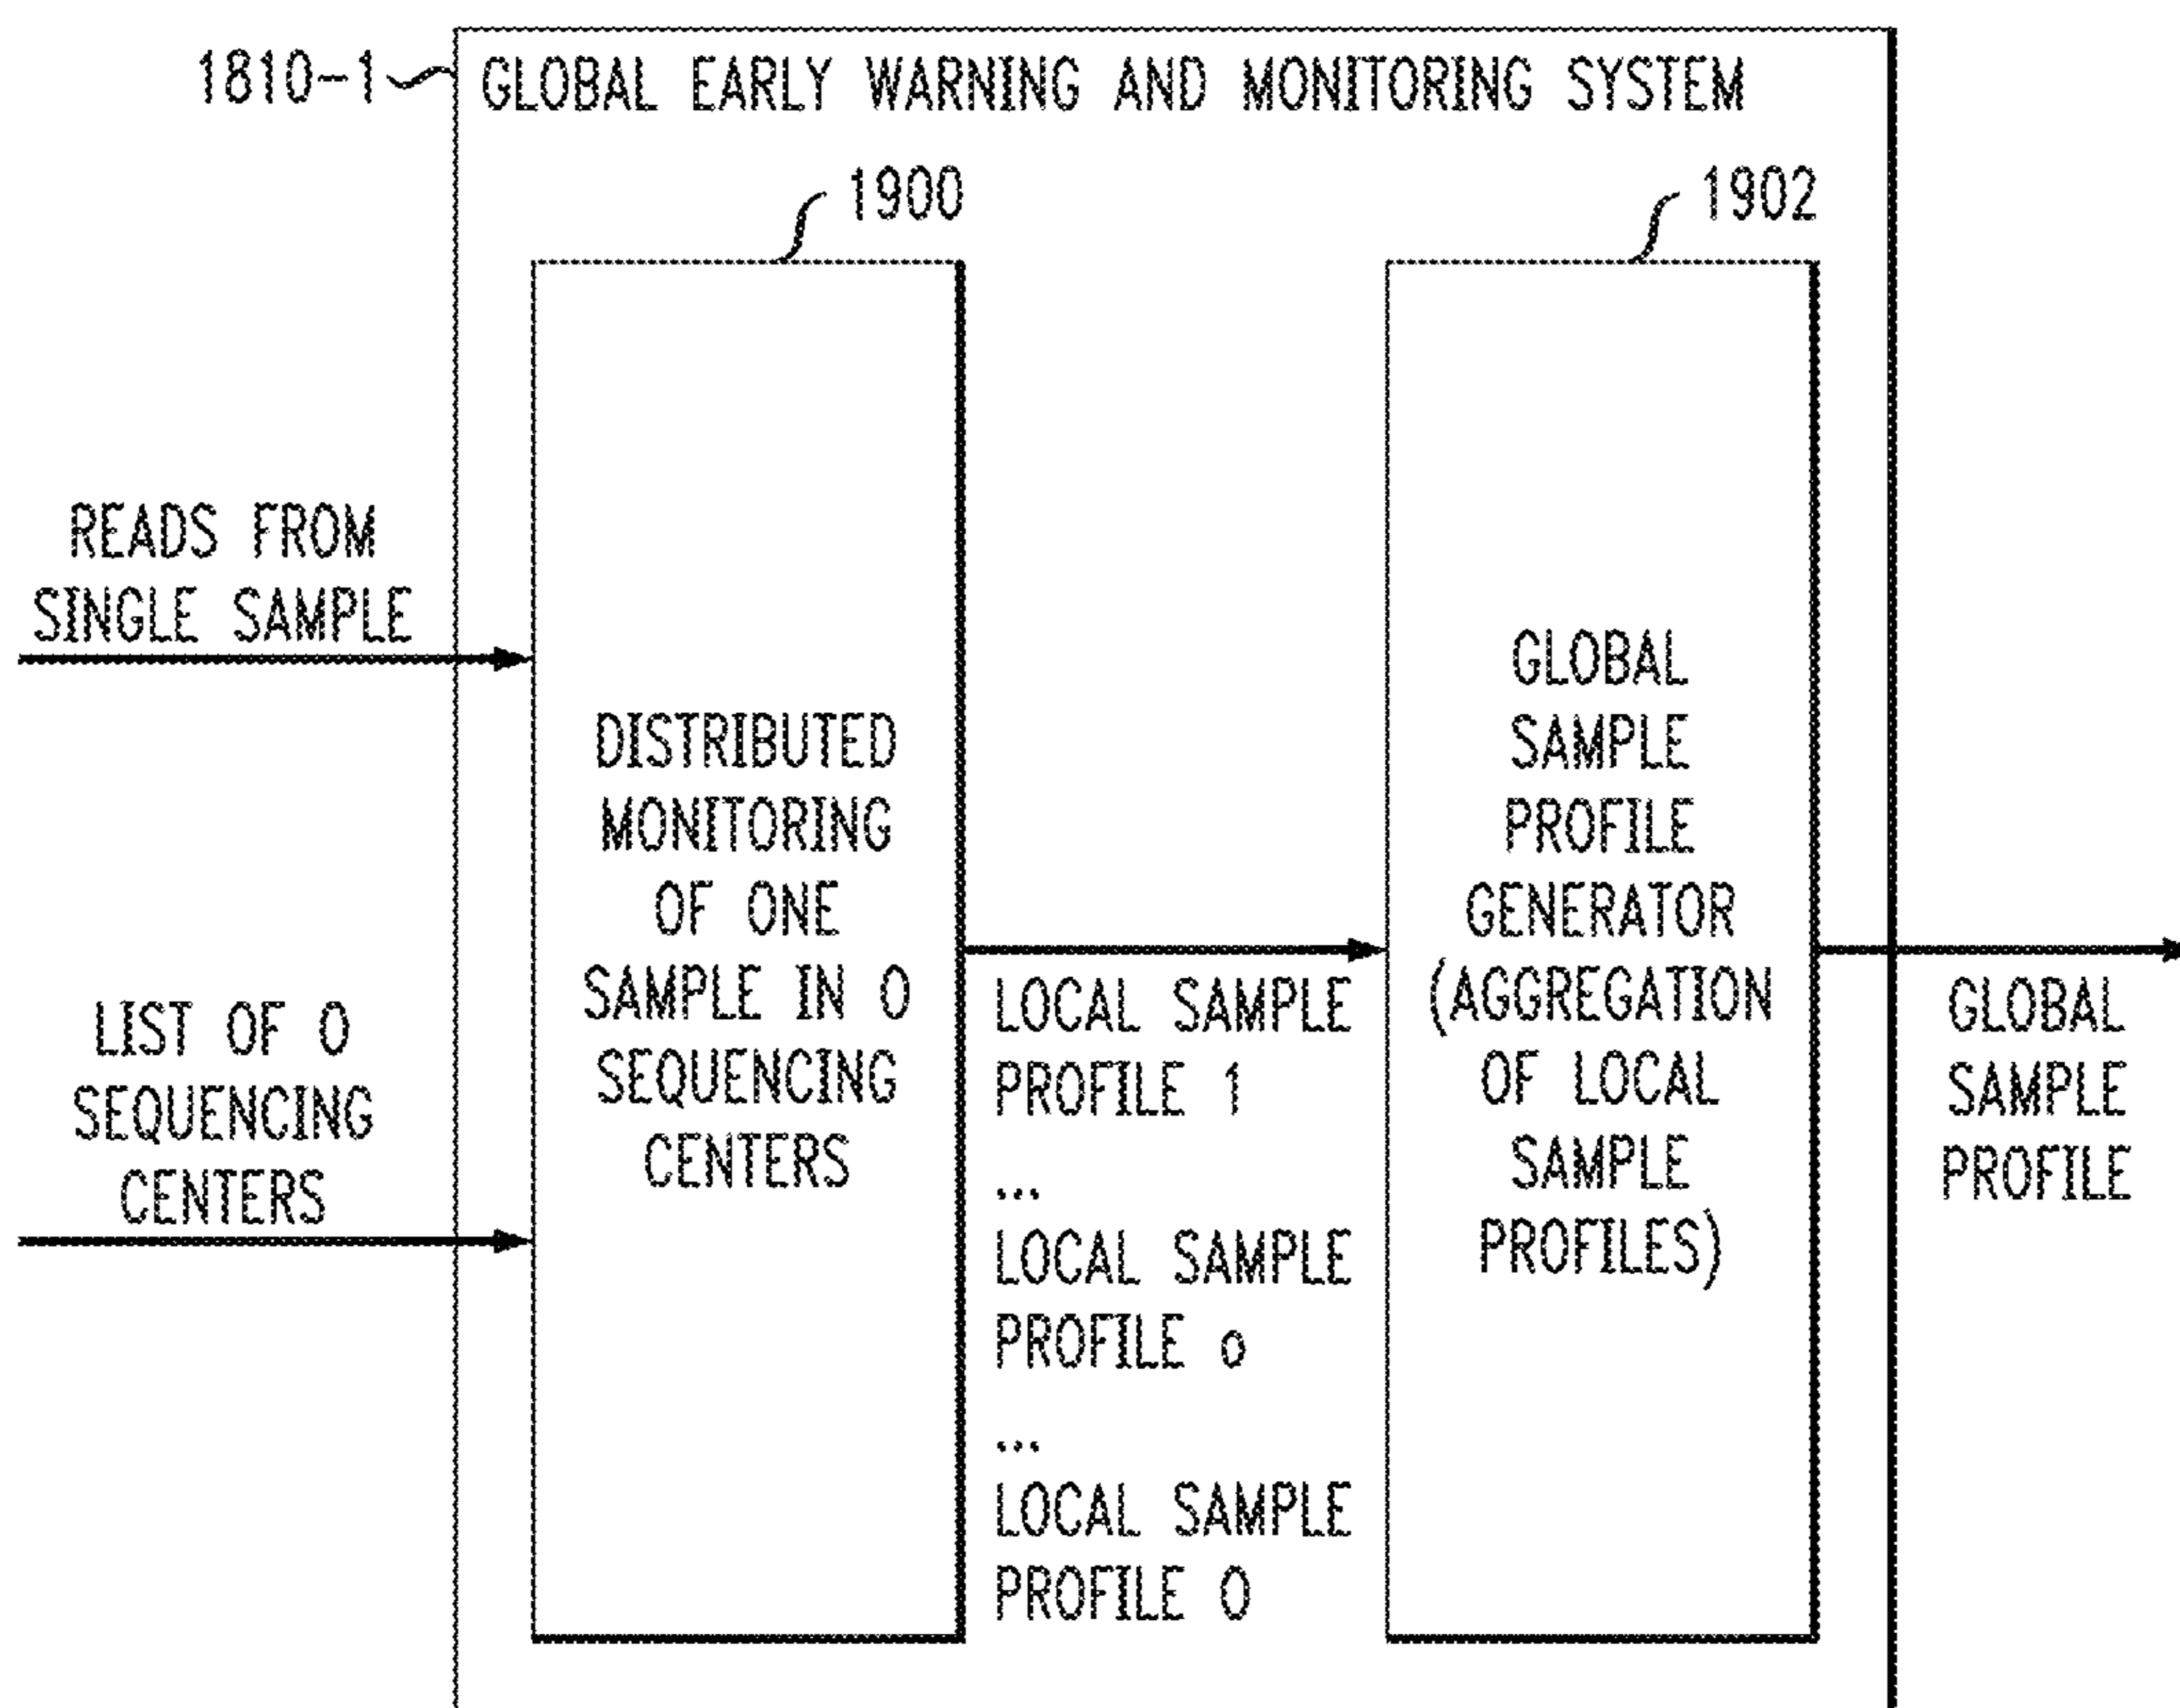 1810-1
GLOBAL EARLY WARNING AND MONITORING SYSTEM
1900
1902
READS FROM
SINGLE SAMPLE
LIST OF O
SEQUENCING
CENTERS
DISTRIBUTED
MONITORING
OF ONE
SAMPLE IN O
SEQUENCING
CENTERS
LOCAL SAMPLE
PROFILE 1
...
LOCAL SAMPLE
PROFILE o
...
LOCAL SAMPLE
PROFILE O
GLOBAL
SAMPLE
PROFILE
GENERATOR
(AGGREGATION
OF LOCAL
SAMPLE
PROFILES)
GLOBAL
SAMPLE
PROFILE